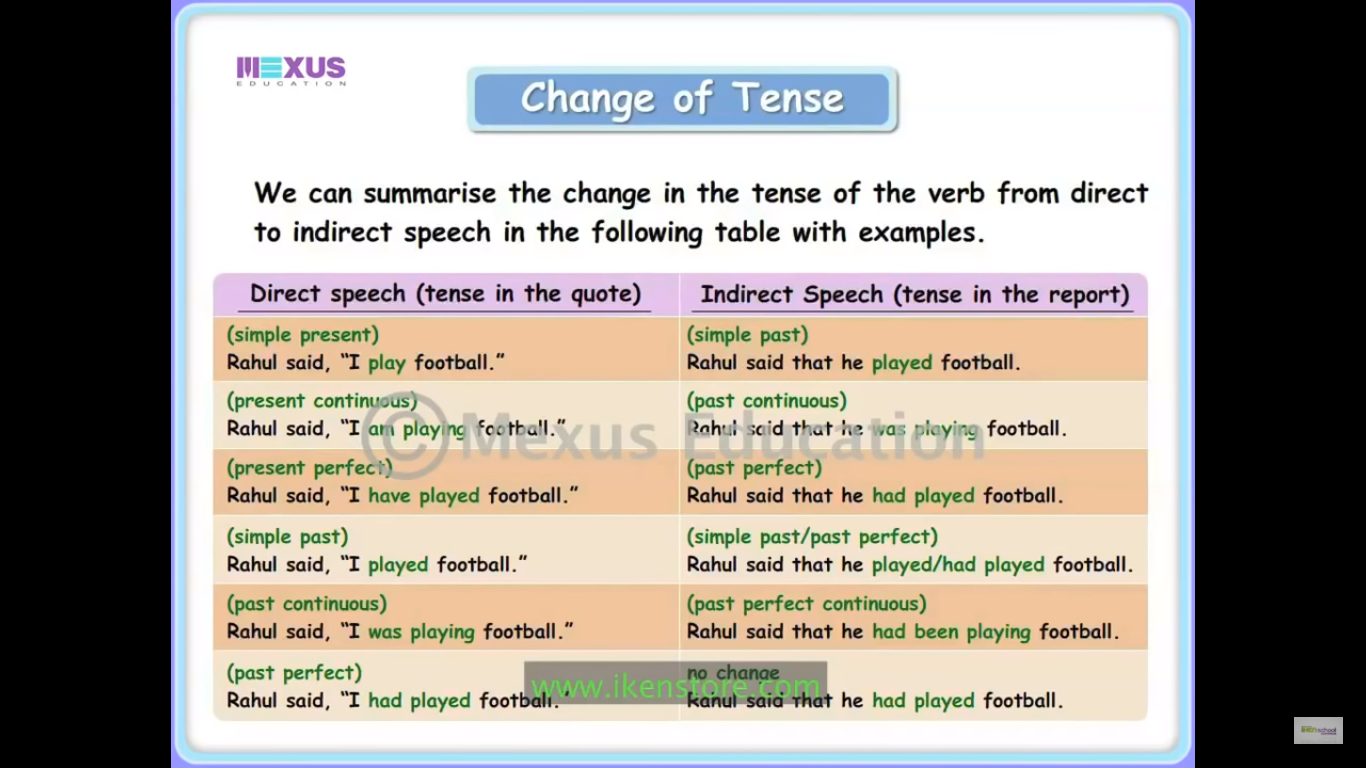 MEXUS
EDUCATION
Change of Tense
We can summarise the change in the tense of the verb from direct
to indirect speech in the following table with examples.
Direct speech (tense in the quote)
Indirect Speech (tense in the report)
(simple present)
Rahul said, “I play football.”
(simple past)
Rahul said that he played football.
(present continuous)
Rahul said, “I am playing football.”
(past continuous)
Rahul said that he was playing football.
© Mexus Education
(present perfect)
Rahul said, “I have played football.”
(past perfect)
Rahul said that he had played football.
(simple past)
Rahul said, “I played football.”
(simple past/past perfect)
Rahul said that he played/had played football.
(past continuous)
Rahul said, “I was playing football.”
(past perfect continuous)
Rahul said that he had been playing football.
(past perfect)
Rahul said, “I had played football.”
no change
Rahul said that he had played football.
www.ikenstore.com